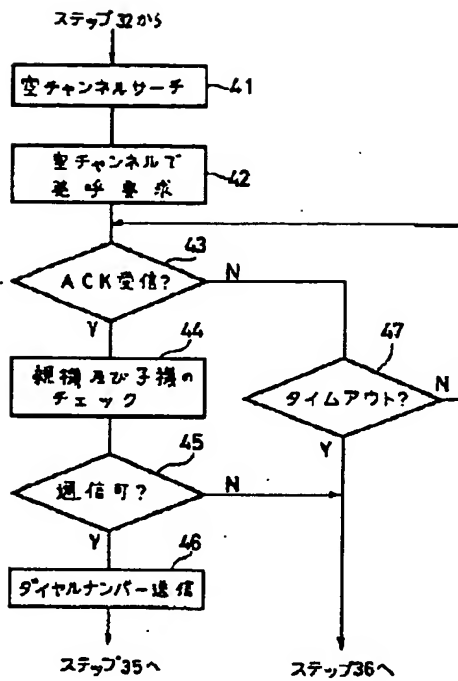 ステップ32から
空チャンネルサーチ
41
空チャンネルで
発呼要求
42
43
ACK受信?
N
Y
44
親機及び子機の
チェック
47
タイムアウト?
N
Y
45
通信可?
N
Y
46
ダイヤルナンバー送信
ステップ35へ
ステップ36へ